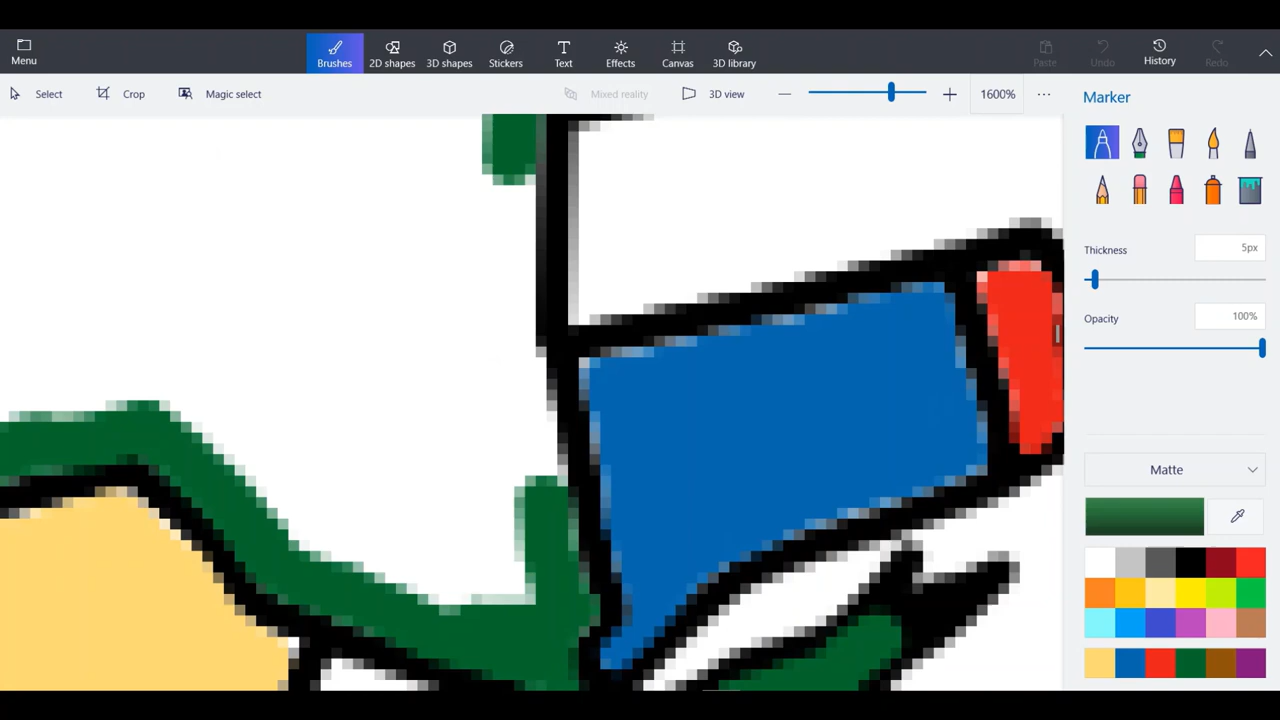 Menu
Brushes
2D shapes
3D shapes
Stickers
Text
Effects
Canvas
3D library
Paste
Undo
History
Redo
Select
Crop
Magic select
Mixed reality
3D view
1600%
Marker
Thickness
5px
Opacity
100%
Matte